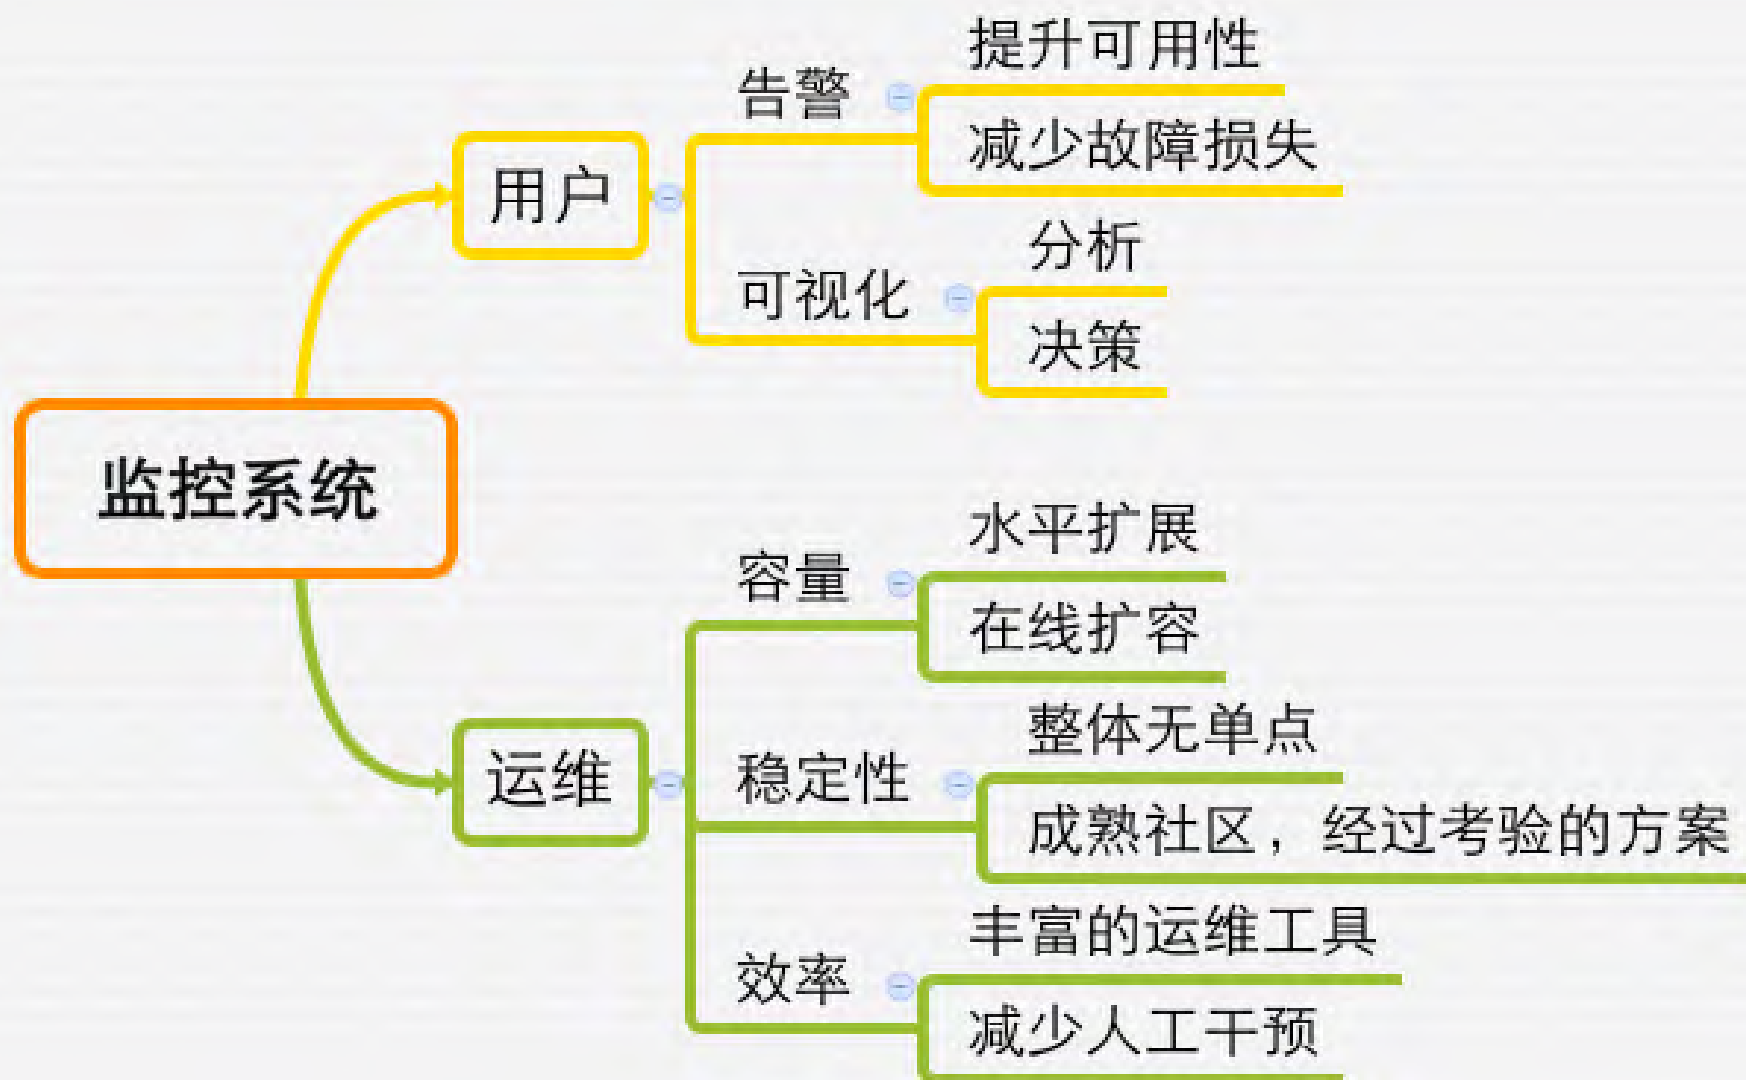 提升可用性
告警
减少故障损失
用户
分析
可视化
决策
监控系统
水平扩展
容量
在线扩容
整体无单点
运维
稳定性
成熟社区，经过考验的方案
丰富的运维工具
效率
减少人工干预